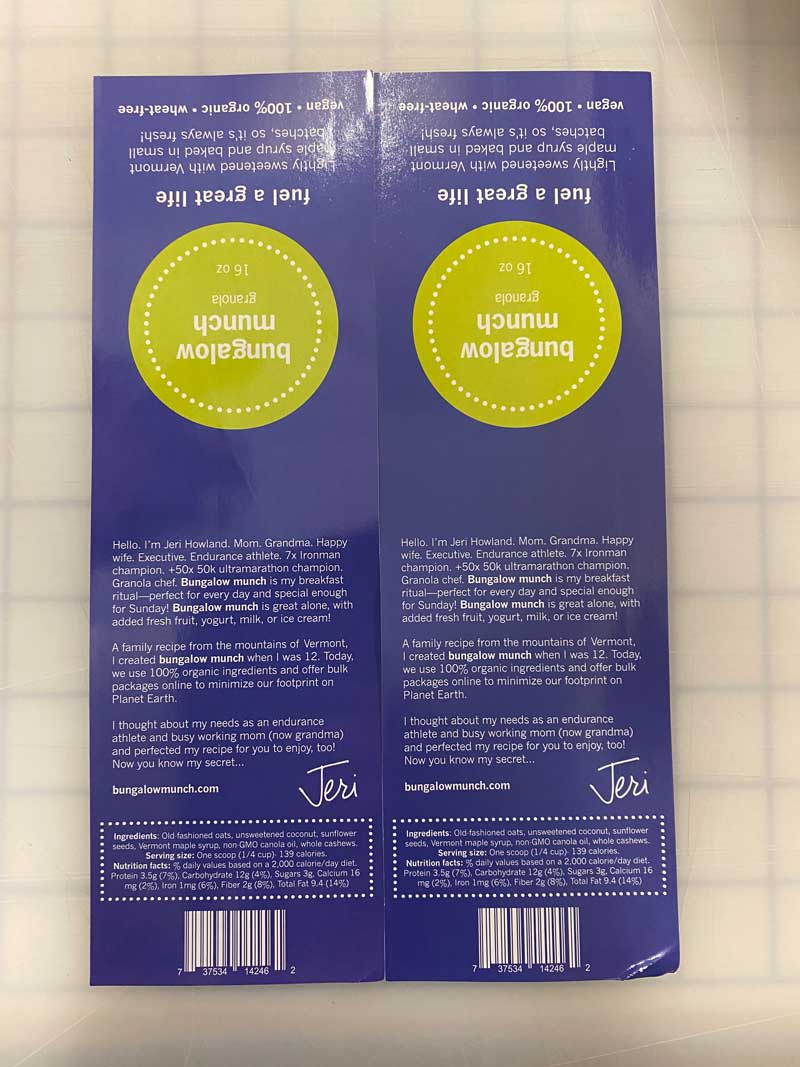 bungalow
munch
granola
16 oz
fuel a great life
Lightly sweetened with Vermont
maple syrup and baked in small
batches, so it's always fresh!
vegan • 100% organic • wheat-free
Hello. I'm Jeri Howland. Mom. Grandma. Happy
wife. Executive. Endurance athlete. 7x Ironman
champion. +50x 50k ultramarathon champion.
Granola chef. Bungalow munch is my breakfast
ritual—perfect for every day and special enough
for Sunday! Bungalow munch is great alone, with
added fresh fruit, yogurt, milk, or ice cream!
A family recipe from the mountains of Vermont,
I created bungalow munch when I was 12. Today,
we use 100% organic ingredients and offer bulk
packages online to minimize our footprint on
Planet Earth.
I thought about my needs as an endurance
athlete and busy working mom (now grandma)
and perfected my recipe for you to enjoy, too!
Now you know my secret...
bungalowmunch.com
Jeri
Ingredients: Old-fashioned oats, unsweetened coconut, sunflower
seeds, Vermont maple syrup, non-GMO canola oil, whole cashews.
Serving size: One scoop (1/4 cup)- 139 calories.
Nutrition facts: % daily values based on a 2,000 calorie/day diet.
Protein 3.5g (7%), Carbohydrate 12g (4%), Sugars 3g, Calcium 16
mg (2%), Iron 1mg (6%), Fiber 2g (8%), Total Fat 9.4 (14%)
7 37534 14246 2
bungalow
munch
granola
16 oz
fuel a great life
Lightly sweetened with Vermont
maple syrup and baked in small
batches, so it's always fresh!
vegan • 100% organic • wheat-free
Hello. I'm Jeri Howland. Mom. Grandma. Happy
wife. Executive. Endurance athlete. 7x Ironman
champion. +50x 50k ultramarathon champion.
Granola chef. Bungalow munch is my breakfast
ritual—perfect for every day and special enough
for Sunday! Bungalow munch is great alone, with
added fresh fruit, yogurt, milk, or ice cream!
A family recipe from the mountains of Vermont,
I created bungalow munch when I was 12. Today,
we use 100% organic ingredients and offer bulk
packages online to minimize our footprint on
Planet Earth.
I thought about my needs as an endurance
athlete and busy working mom (now grandma)
and perfected my recipe for you to enjoy, too!
Now you know my secret...
bungalowmunch.com
Jeri
Ingredients: Old-fashioned oats, unsweetened coconut, sunflower
seeds, Vermont maple syrup, non-GMO canola oil, whole cashews.
Serving size: One scoop (1/4 cup)- 139 calories.
Nutrition facts: % daily values based on a 2,000 calorie/day diet.
Protein 3.5g (7%), Carbohydrate 12g (4%), Sugars 3g, Calcium 16
mg (2%), Iron 1mg (6%), Fiber 2g (8%), Total Fat 9.4 (14%)
7 37534 14246 2